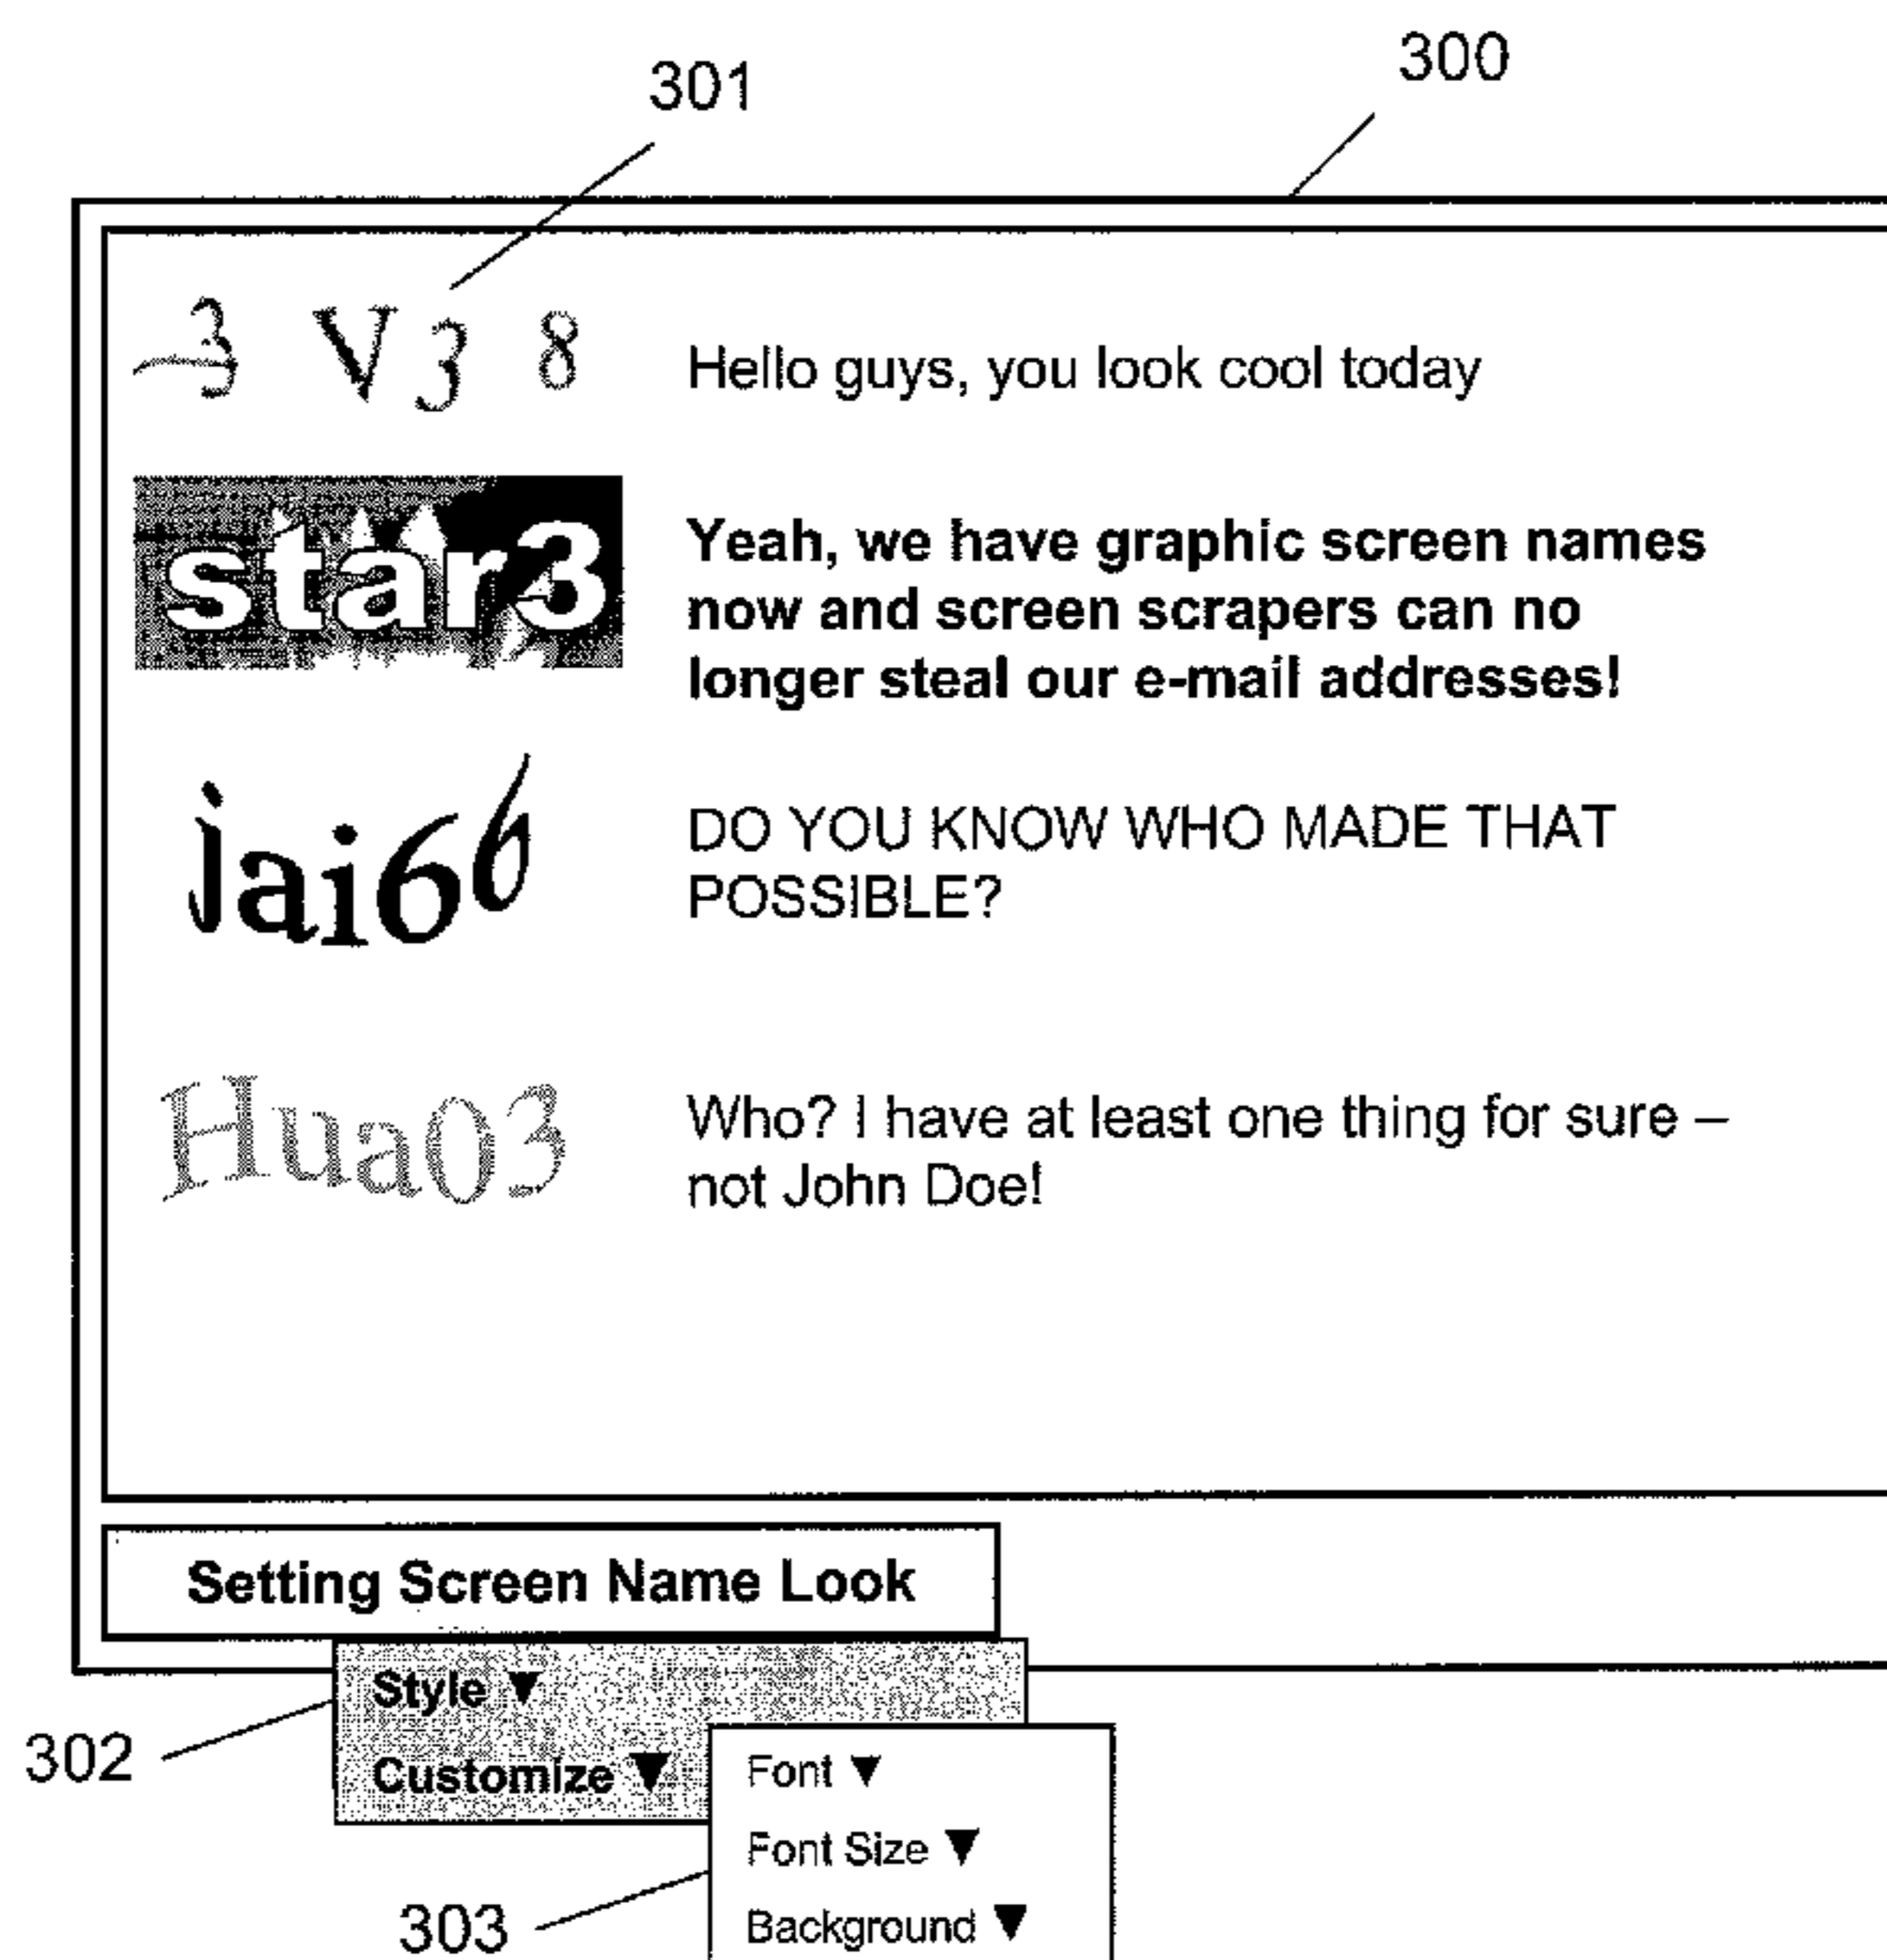 301
300
3 V 3 8
Hello guys, you look cool today
star3
Yeah, we have graphic screen names
now and screen scrapers can no
longer steal our e-mail addresses!
jai66
DO YOU KNOW WHO MADE THAT
POSSIBLE?
Hua03
Who? I have at least one thing for sure –
not John Doe!
Setting Screen Name Look
Style ▼
302
Customize ▼
Font ▼
Font Size ▼
303
Background ▼